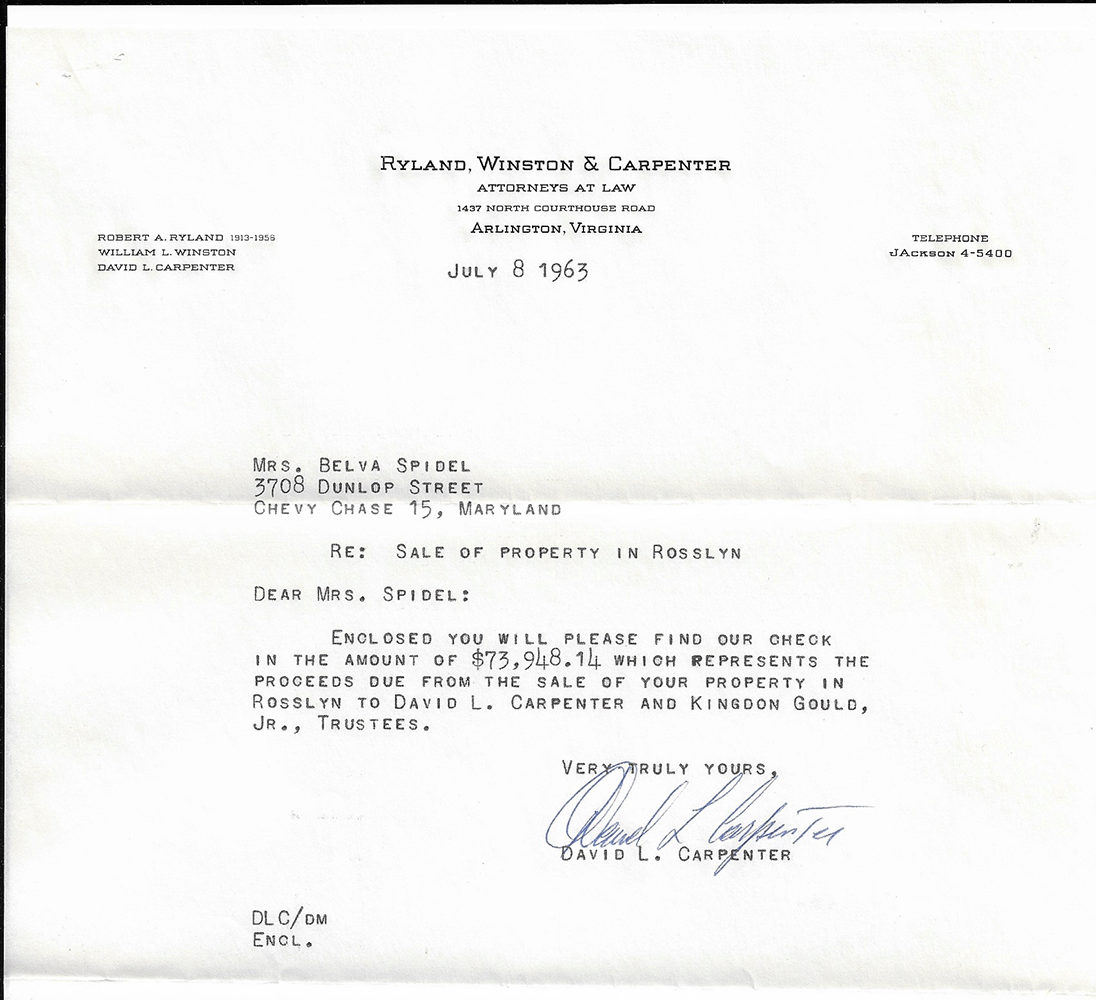 RYLAND, WINSTON & CARPENTER
ATTORNEYS AT LAW
1437 NORTH COURTHOUSE ROAD
ARLINGTON, VIRGINIA
ROBERT A. RYLAND 1913-1956
WILLIAM L. WINSTON
DAVID L. CARPENTER
TELEPHONE
JACKSON 4-5400
JULY 8 1963
MRS. BELVA SPIDEL
3708 DUNLOP STREET
CHEVY CHASE 15, MARYLAND
RE: SALE OF PROPERTY IN ROSSLYN
DEAR MRS. SPIDEL:
ENCLOSED YOU WILL PLEASE FIND OUR CHECK
IN THE AMOUNT OF $73,948.14 WHICH REPRESENTS THE
PROCEEDS DUE FROM THE SALE OF YOUR PROPERTY IN
ROSSLYN TO DAVID L. CARPENTER AND KINGDON GOULD,
JR., TRUSTEES.
VERY TRULY YOURS,
David L Carpenter
DAVID L. CARPENTER
DLC/DM
ENCL.